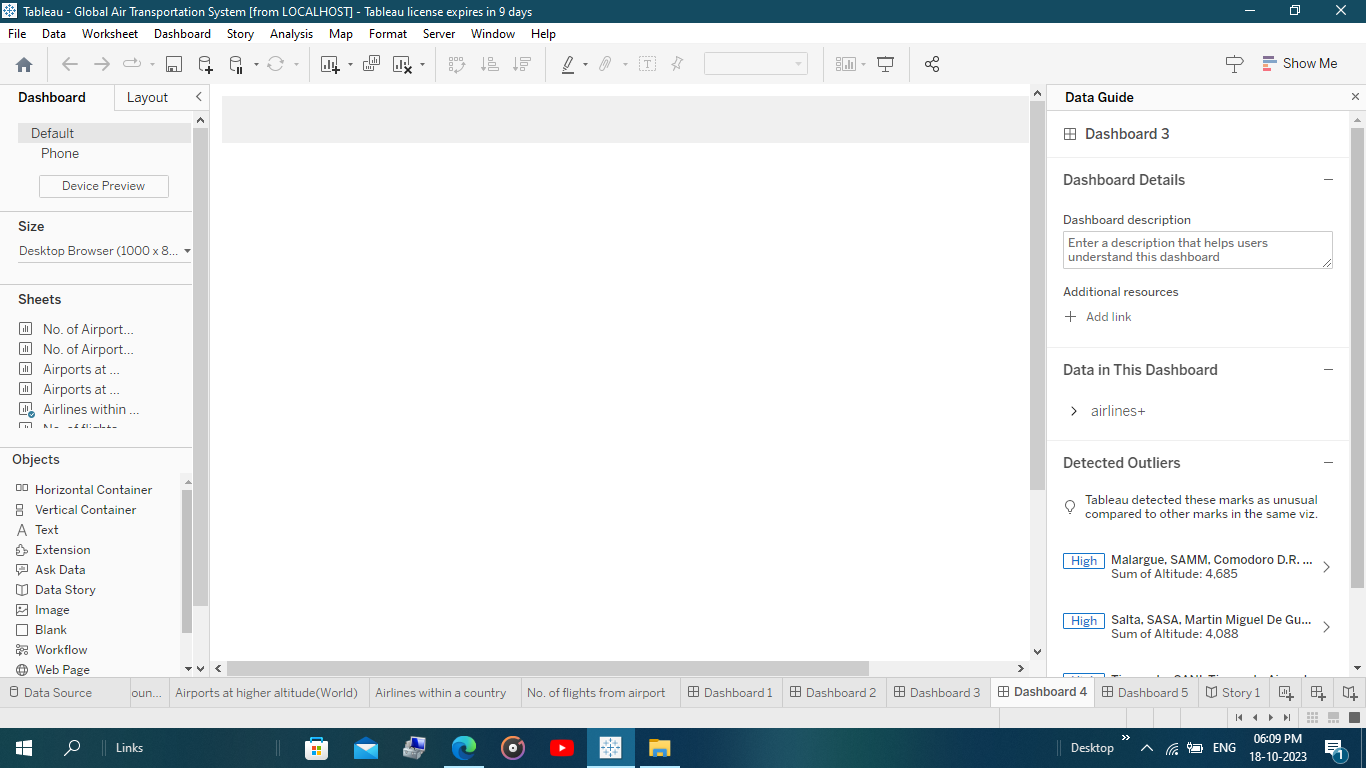 Tableau - Global Air Transportation System [from LOCALHOST] - Tableau license expires in 9 days
File Data Worksheet Dashboard Story Analysis Map Format Server Window Help
Show Me
Dashboard Layout
Default
Phone
Device Preview
Size
Desktop Browser (1000 x 8...
Sheets
No. of Airport...
No. of Airport...
Airports at ...
Airports at ...
Airlines within ...
No. of flights
Objects
Horizontal Container
Vertical Container
Text
Extension
Ask Data
Data Story
Image
Blank
Workflow
Web Page
Data Guide
Dashboard 3
Dashboard Details
Dashboard description
Enter a description that helps users
understand this dashboard
Additional resources
Add link
Data in This Dashboard
airlines+
Detected Outliers
Tableau detected these marks as unusual
compared to other marks in the same viz.
High Malargue, SAMM, Comodoro D.R. ...
Sum of Altitude: 4,685
High Salta, SASA, Martin Miguel De Gu...
Sum of Altitude: 4,088
Data Source oun... Airports at higher altitude(World) Airlines within a country No. of flights from airport Dashboard 1 Dashboard 2 Dashboard 3 Dashboard 4 Dashboard 5 Story 1
Links Desktop ENG 06:09 PM
18-10-2023 1